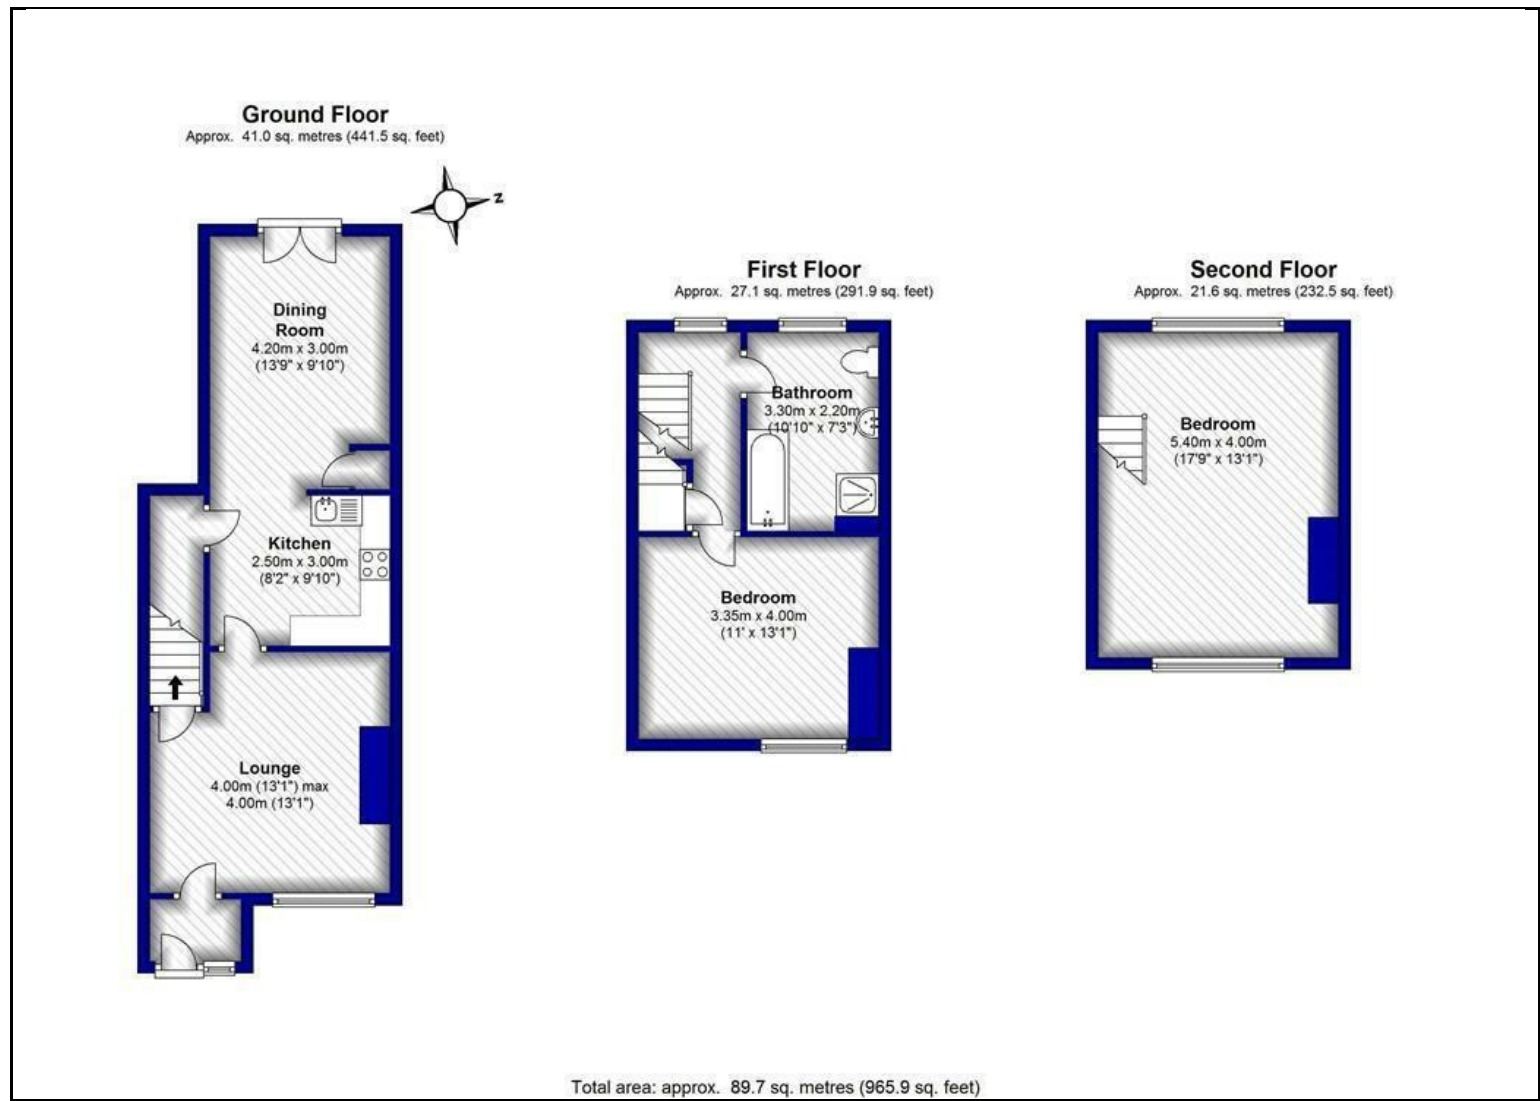 Ground Floor
Approx. 41.0 sq. metres (441.5 sq. feet)
z
Dining
Room
4.20m x 3.00m
(13'9" x 9'10")
Kitchen
2.50m x 3.00m
(8'2" x 9'10")
Lounge
4.00m (13'1") max
4.00m (13'1")
First Floor
Approx. 27.1 sq. metres (291.9 sq. feet)
Bathroom
3.30m x 2.20m
(10'10" x 7'3")
Bedroom
3.35m x 4.00m
(11' x 13'1")
Second Floor
Approx. 21.6 sq. metres (232.5 sq. feet)
Bedroom
5.40m x 4.00m
(17'9" x 13'1")
Total area: approx. 89.7 sq. metres (965.9 sq. feet)